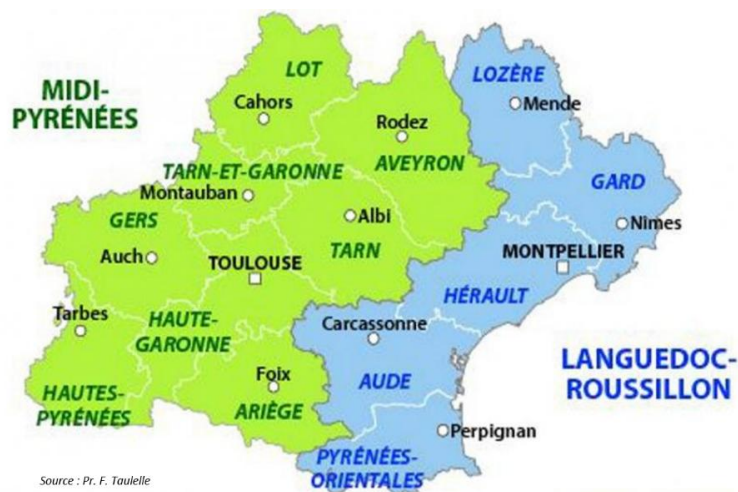 MIDI-
PYRÉNÉES
LOT
Cahors
LOZÈRE
Mende
Rodez
AVEYRON
TARN-ET-GARONNE
Montauban
GARD
Nîmes
GERS
Albi
Auch
TOULOUSE
TARN
MONTPELLIER
HÉRAULT
Tarbes
HAUTE-
GARONNE
Carcassonne
LANGUEDOC-
ROUSSILLON
Foix
AUDE
HAUTES-
PYRÉNÉES
ARIÈGE
Perpignan
PYRÉNÉES-
ORIENTALES
Source : Pr. F. Taulelle